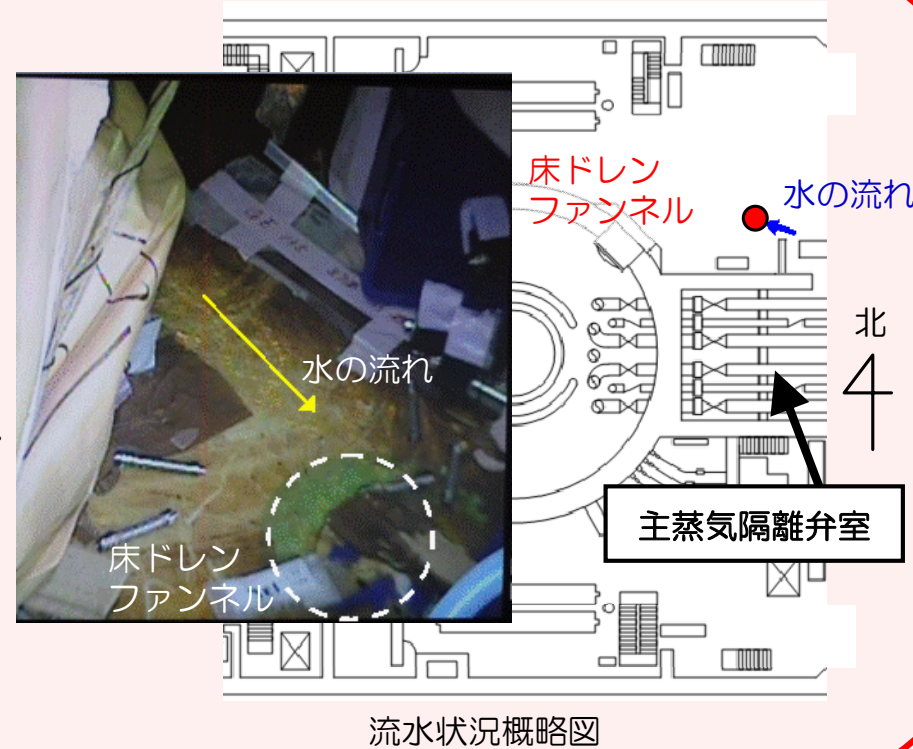 床ドレン
ファンネル
水の流れ
水の流れ
北
主蒸気隔離弁室
床ドレン
ファンネル
流水状況概略図